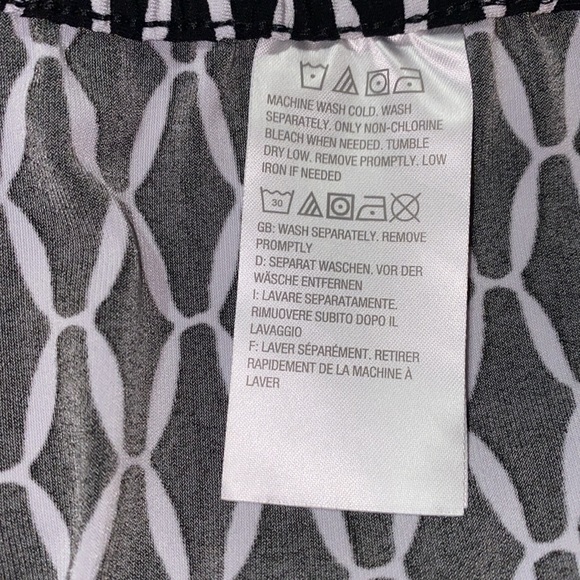 MACHINE WASH COLD. WASH
SEPARATELY. ONLY NON-CHLORINE
BLEACH WHEN NEEDED. TUMBLE
DRY LOW. REMOVE PROMPTLY. LOW
IRON IF NEEDED
30
GB: WASH SEPARATELY. REMOVE
PROMPTLY
D: SEPARAT WASCHEN. VOR DER
WÄSCHE ENTFERNEN
I: LAVARE SEPARATAMENTE.
RIMUOVERE SUBITO DOPO IL
LAVAGGIO
F: LAVER SÉPARÉMENT. RETIRER
RAPIDEMENT DE LA MACHINE À
LAVER